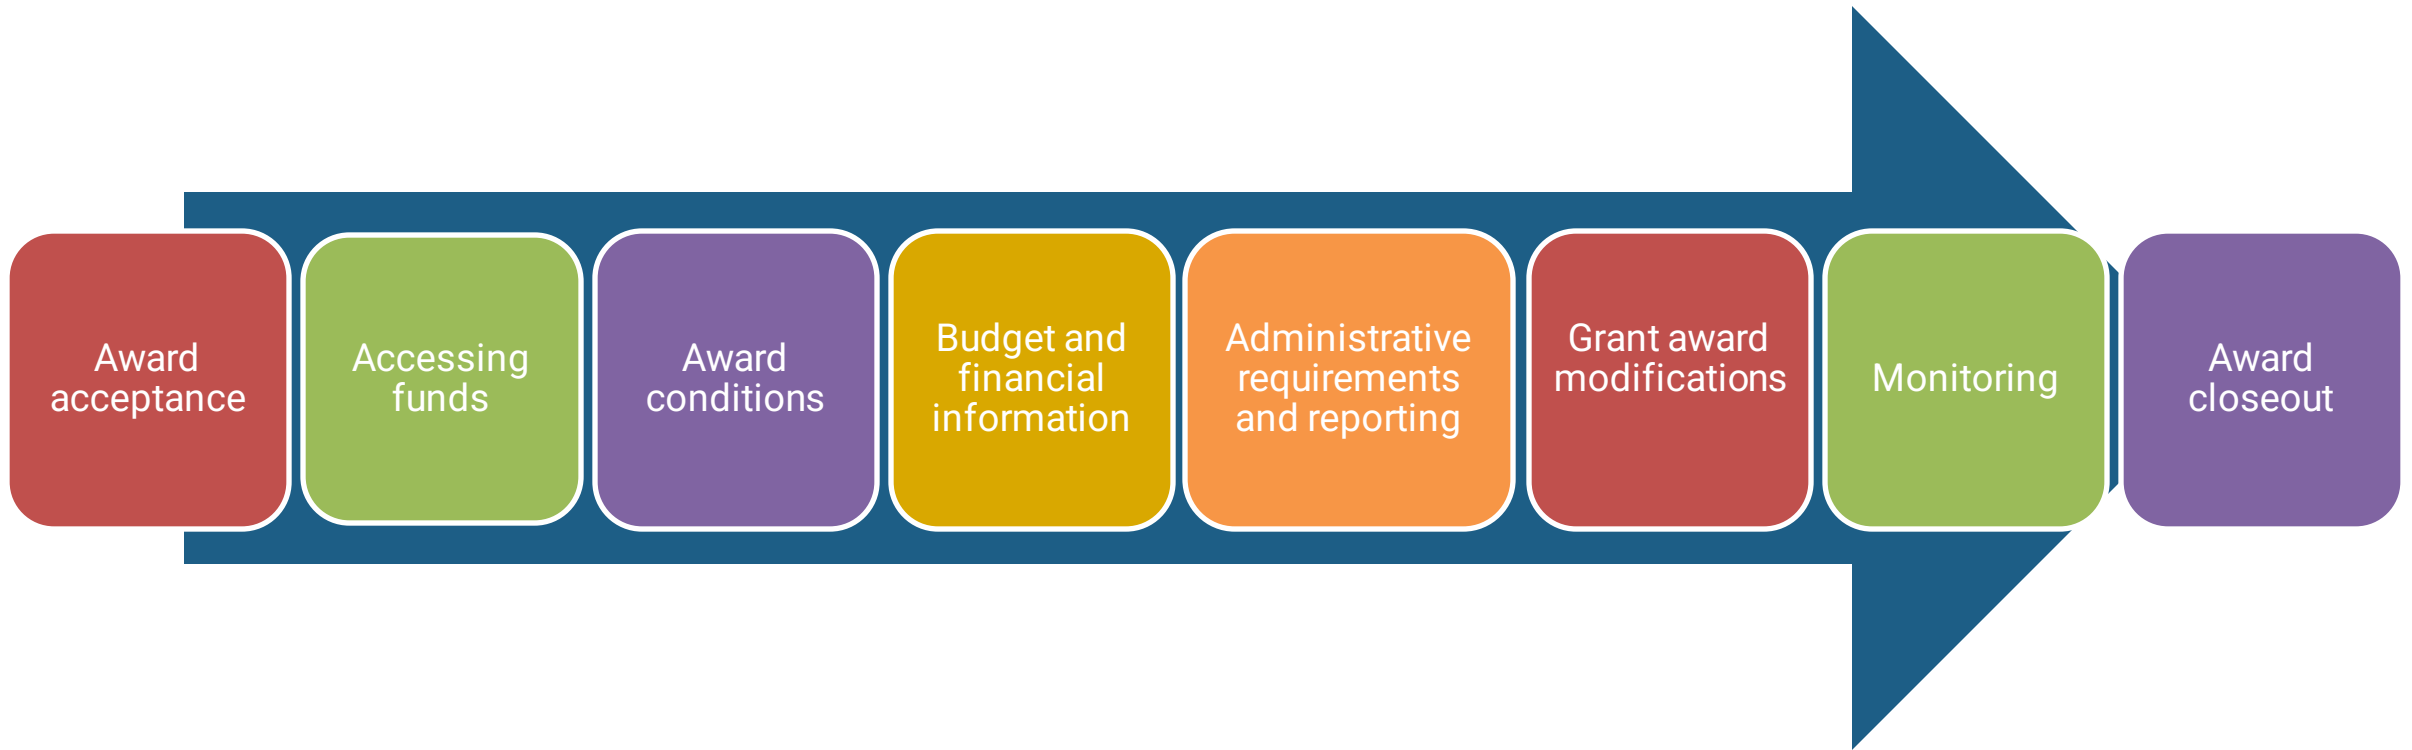 Award
acceptance
Accessing
funds
Award
conditions
Budget and
financial
information
Administrative
requirements
and reporting
Grant award
modifications
Monitoring
Award
closeout